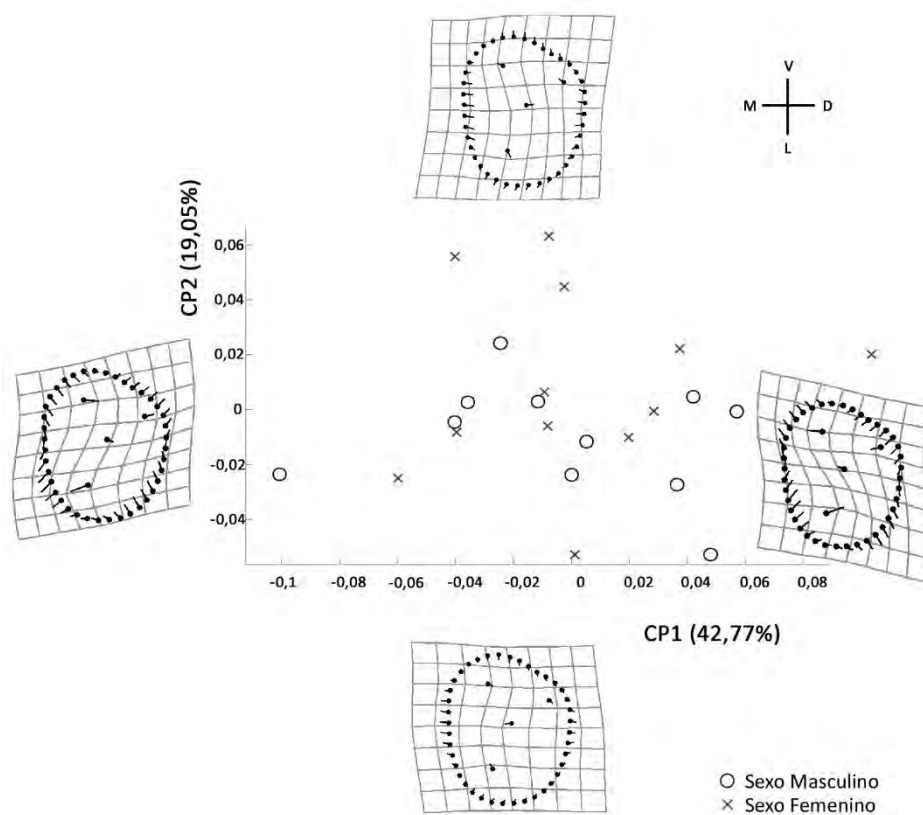 V
M D
L
CP2 (19,05%)
0,06
0,04
0,02
0
-0,02
-0,04
-0,1 -0,08 -0,06 -0,04 -0,02 0 0,02 0,04 0,06 0,08
CP1 (42,77%)
Sexo Masculino
Sexo Femenino